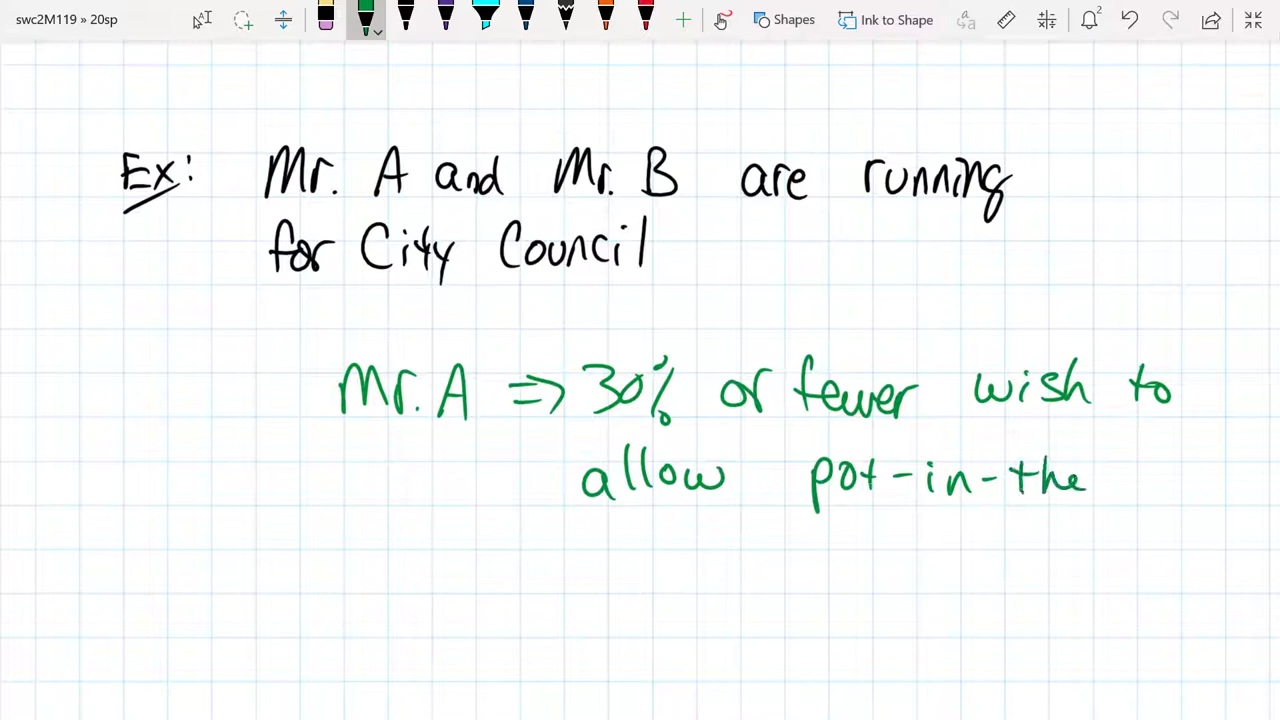 swc2M119 » 20sp
Shapes
Ink to Shape
2
Ex: Mr. A and Mr. B are running
for City Council
Mr. A => 30% or fewer wish to
allow pot-in-the